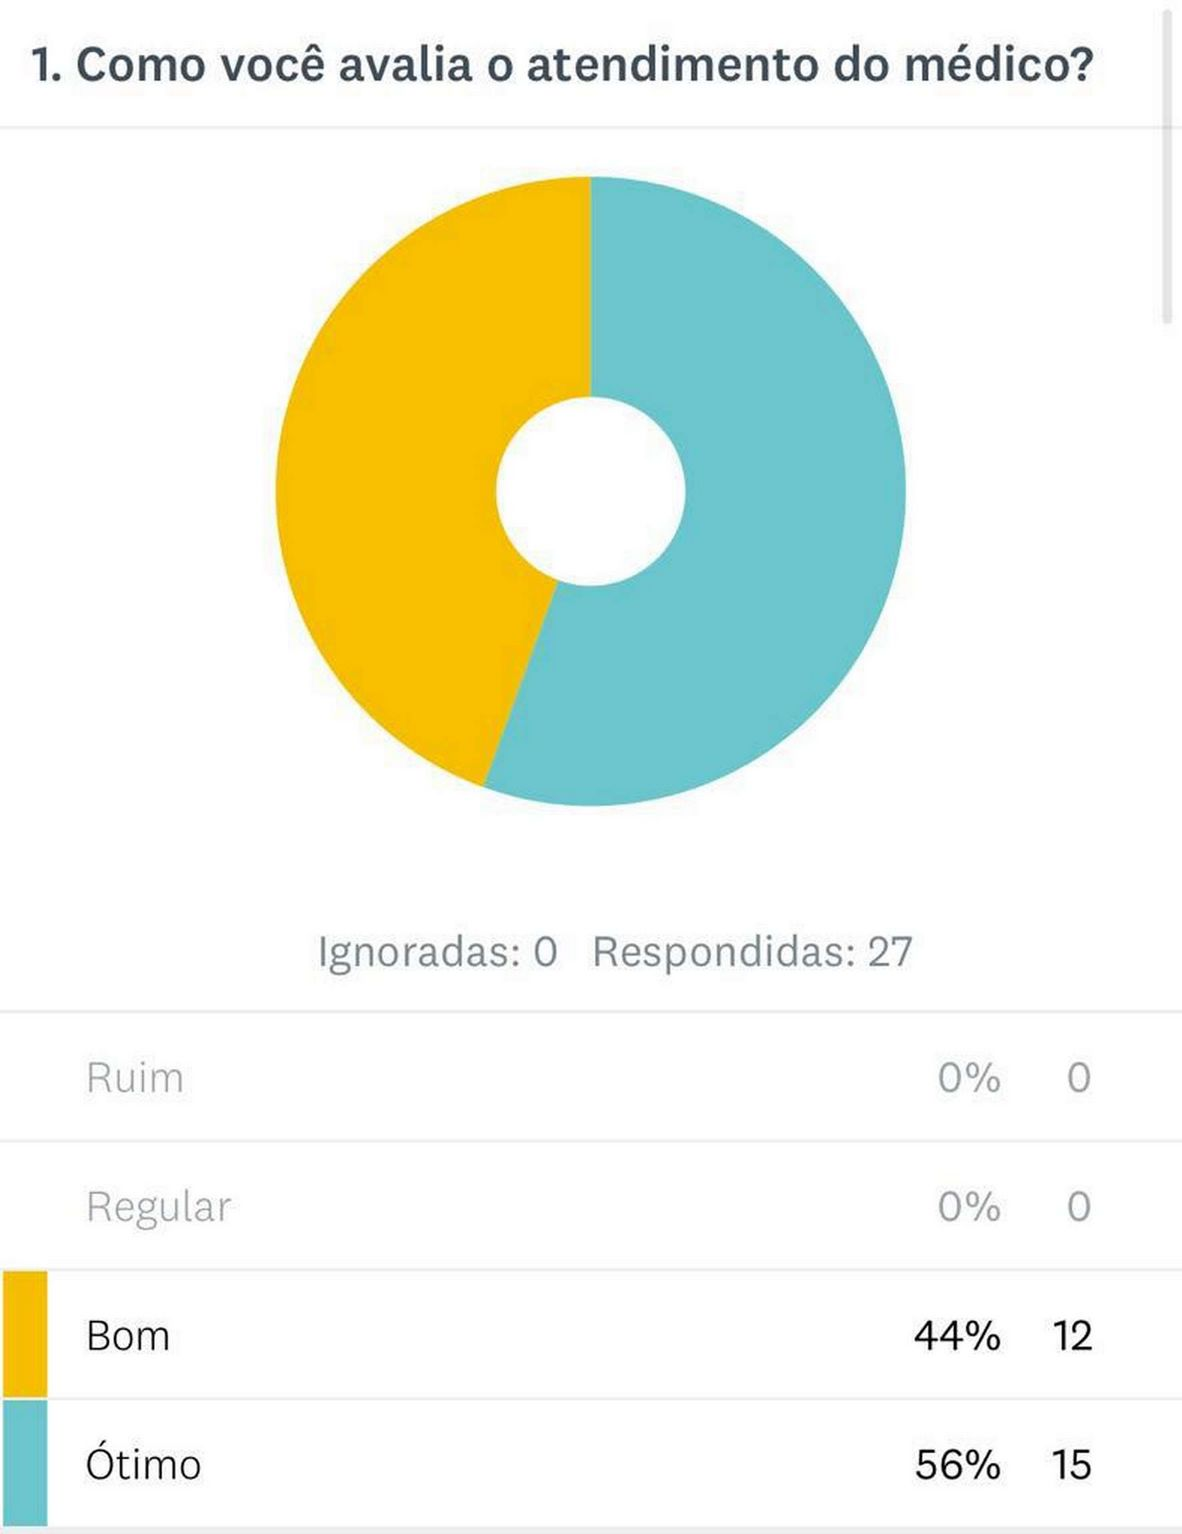 1. Como você avalia o atendimento do médico?
Ignoradas: 0 Respondidas: 27
Ruim 0% 0
Regular 0% 0
Bom 44% 12
Ótimo 56% 15